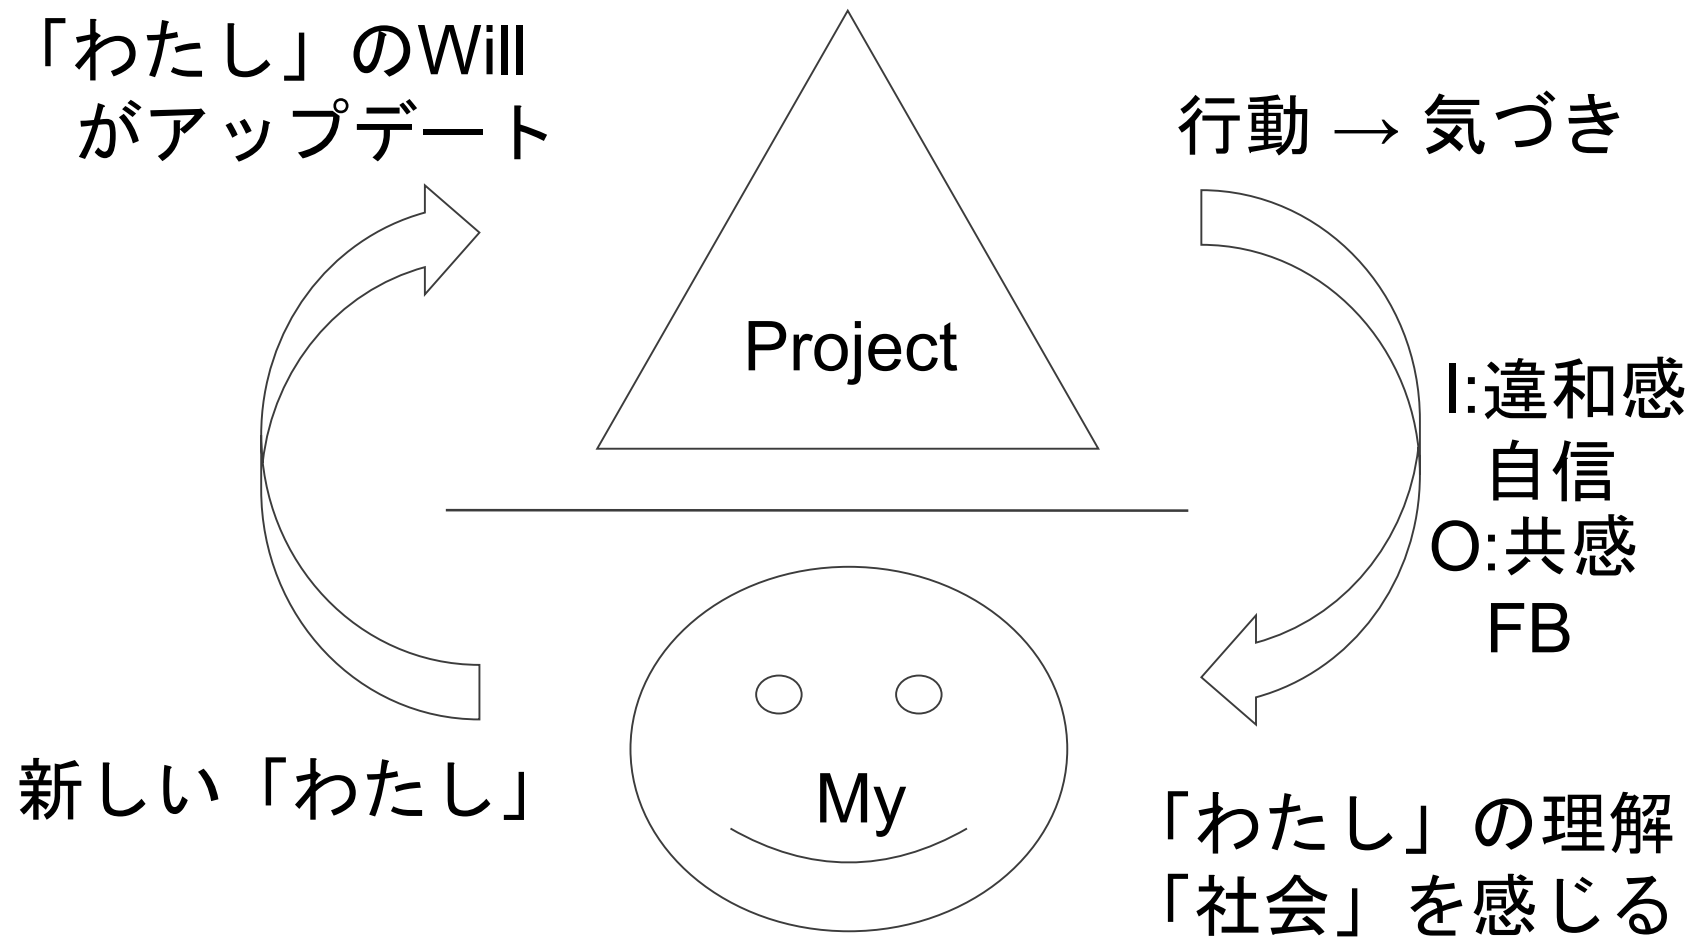 「わたし」のWill
がアップデート
行動 → 気づき
Project
I:違和感
自信
O:共感
FB
My
新しい「わたし」
「わたし」の理解
「社会」を感じる